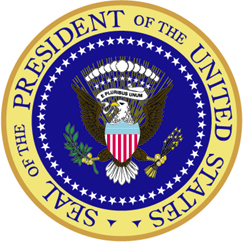 SEAL OF THE PRESIDENT OF THE UNITED STATES
E PLURIBUS UNUM